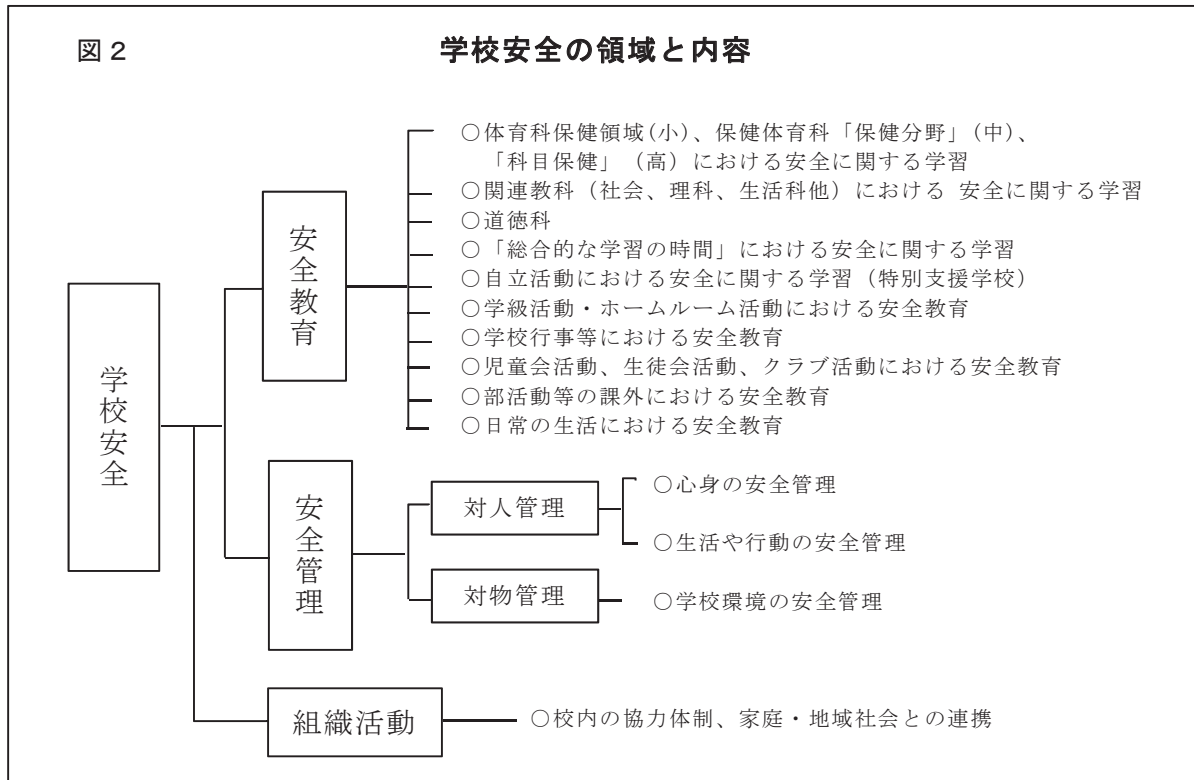 図2
学校安全の領域と内容
○体育科保健領域(小)、保健体育科「保健分野」(中)、
「科目保健」（高）における安全に関する学習
○関連教科（社会、理科、生活科他）における 安全に関する学習
○道徳科
○「総合的な学習の時間」における安全に関する学習
○自立活動における安全に関する学習（特別支援学校）
○学級活動・ホームルーム活動における安全教育
○学校行事等における安全教育
○児童会活動、生徒会活動、クラブ活動における安全教育
○部活動等の課外における安全教育
○日常の生活における安全教育
安全教育
学校安全
安全管理
対人管理
○心身の安全管理
○生活や行動の安全管理
対物管理
○学校環境の安全管理
組織活動
○校内の協力体制、家庭・地域社会との連携